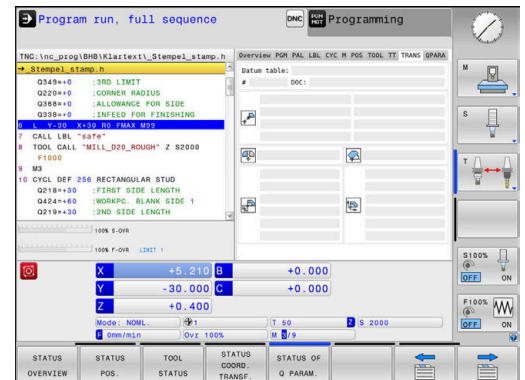 Program run, full sequence
DNC
PGM MGT
Programming
TNC:\nc_prog\BHB\Klartext\_Stempel_stamp.h
→_Stempel_stamp.h
Q349=+0 ;3RD LIMIT
Q220=+0 ;CORNER RADIUS
Q368=+0 ;ALLOWANCE FOR SIDE
Q338=+0 ;INFEED FOR FINISHING
6 L Y-30 X+30 R0 FMAX M99
7 CALL LBL "safe"
8 TOOL CALL "MILL_D20_ROUGH" Z S2000
F1000
9 M3
10 CYCL DEF 256 RECTANGULAR STUD
Q218=+30 ;FIRST SIDE LENGTH
Q424=+60 ;WORKPC. BLANK SIDE 1
Q219=+30 ;2ND SIDE LENGTH
100% S-OVR
100% F-OVR LIMIT 1
Overview PGM PAL LBL CYC M POS TOOL TT TRANS QPARA
Datum table:
# DOC:
X +5.210 B +0.000
Y -30.000 C +0.000
Z +0.400
Mode: NOML. 1 T 50 Z S 2000
F 0mm/min Ovr 100% M 5/9
M
S
T
S100%
OFF ON
F100%
OFF ON
STATUS OVERVIEW
STATUS POS.
TOOL STATUS
STATUS COORD. TRANSF.
STATUS OF Q PARAM.